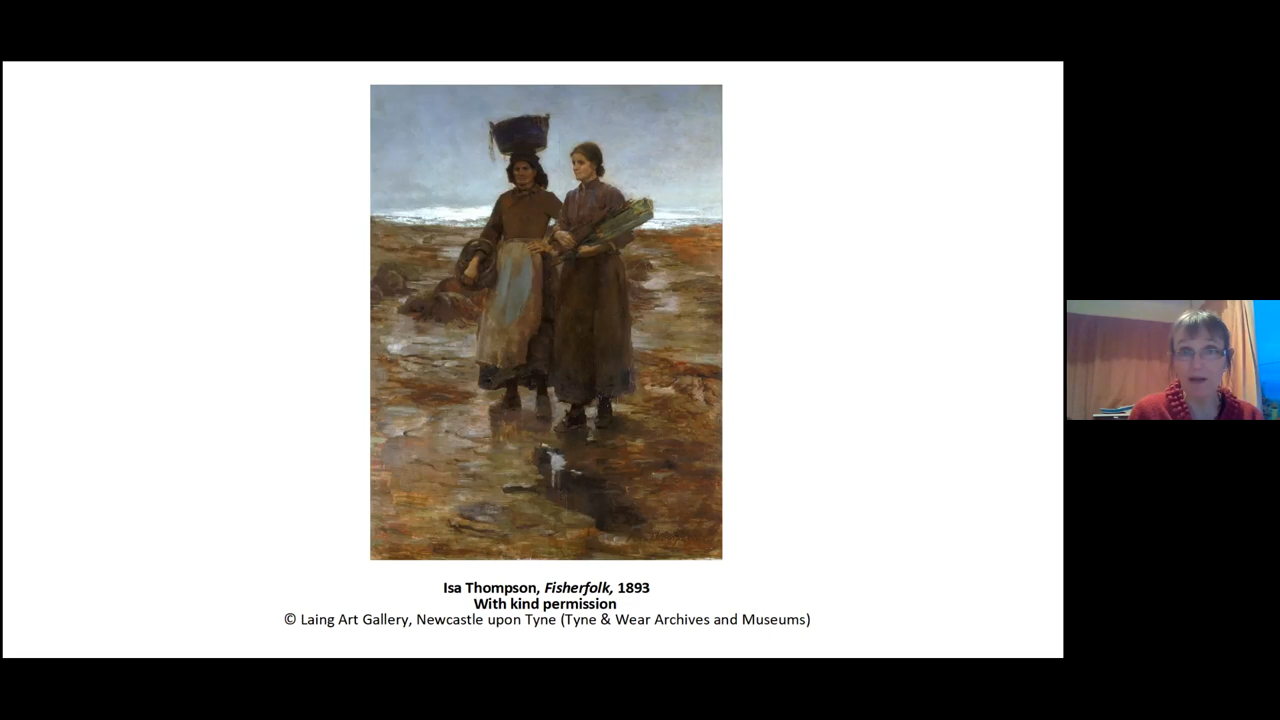 Isa Thompson, Fisherfolk, 1893
With kind permission
© Laing Art Gallery, Newcastle upon Tyne (Tyne & Wear Archives and Museums)